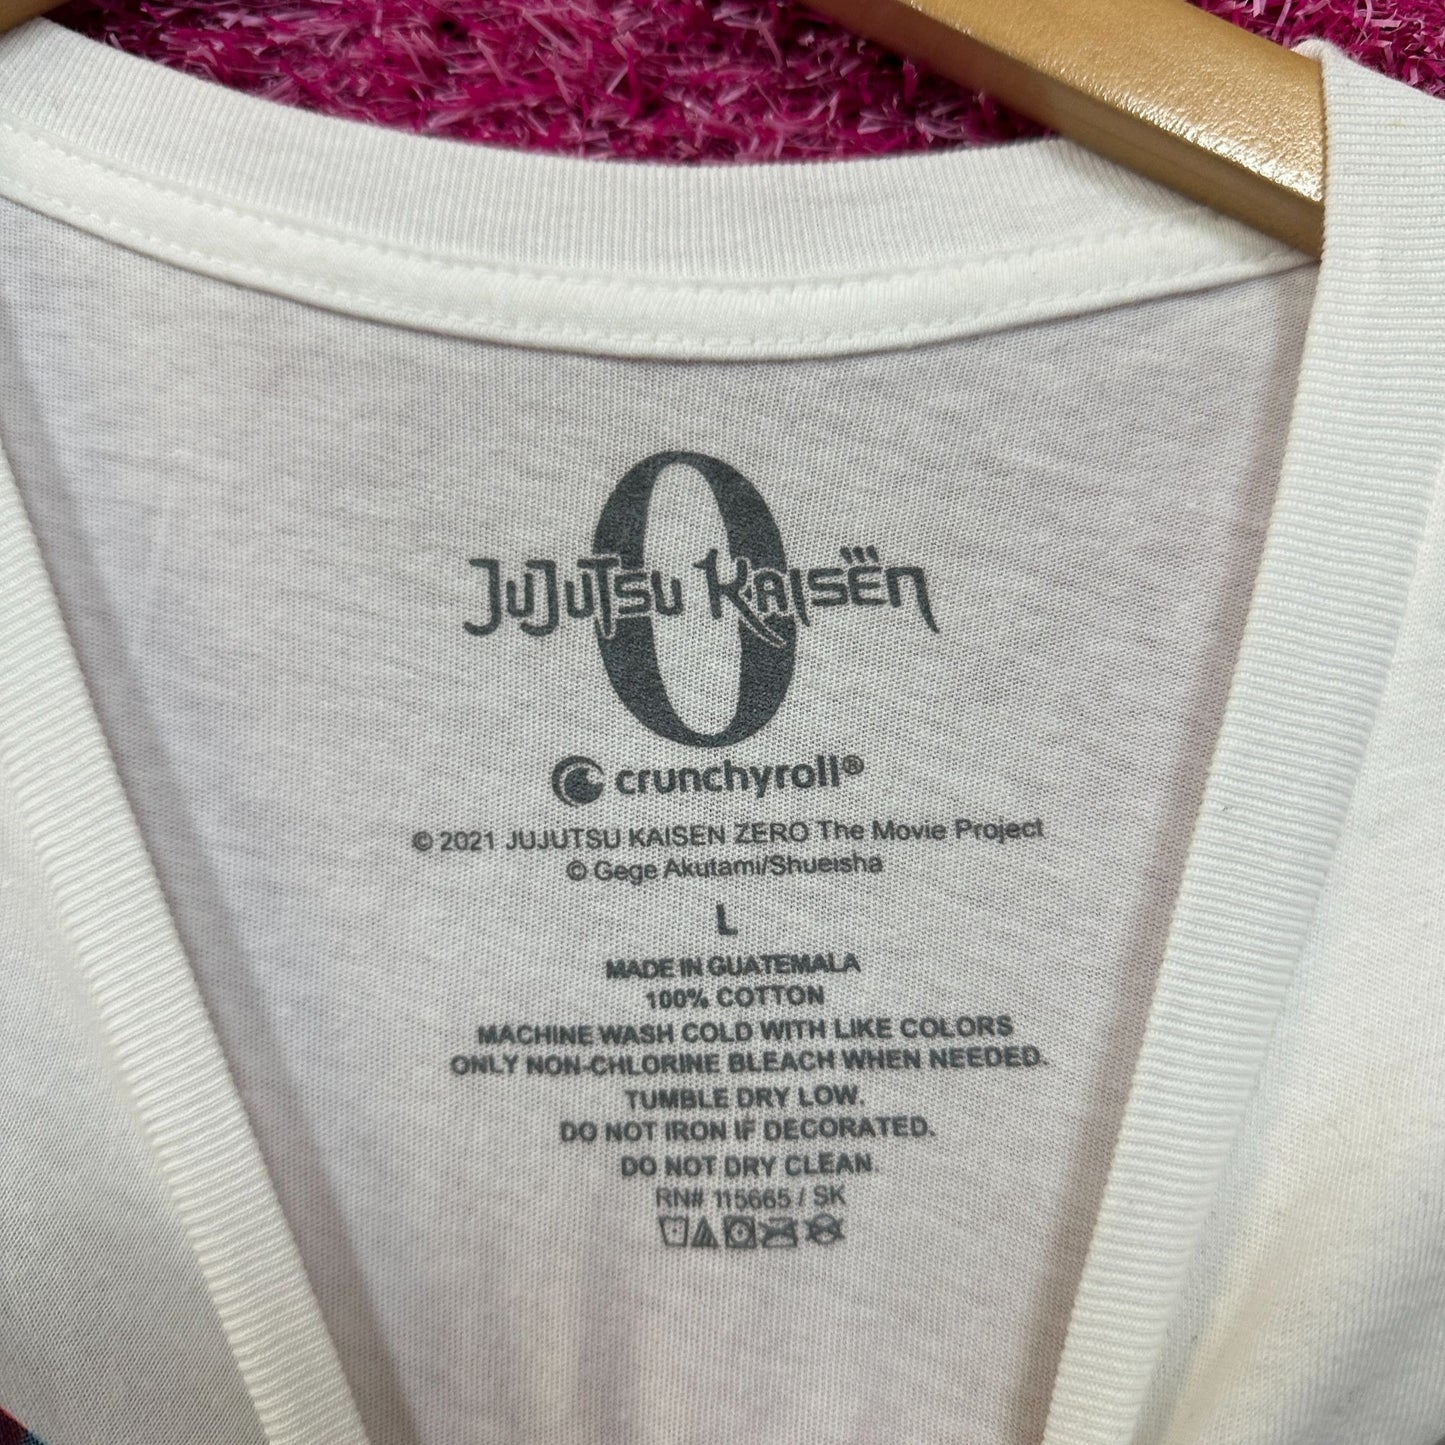 0
JUJUTSU KAISEN
crunchyroll®
© 2021 JUJUTSU KAISEN ZERO The Movie Project
© Gege Akutami/Shueisha
L
MADE IN GUATEMALA
100% COTTON
MACHINE WASH COLD WITH LIKE COLORS
ONLY NON-CHLORINE BLEACH WHEN NEEDED.
TUMBLE DRY LOW.
DO NOT IRON IF DECORATED.
DO NOT DRY CLEAN.
RN# 115665 / SK